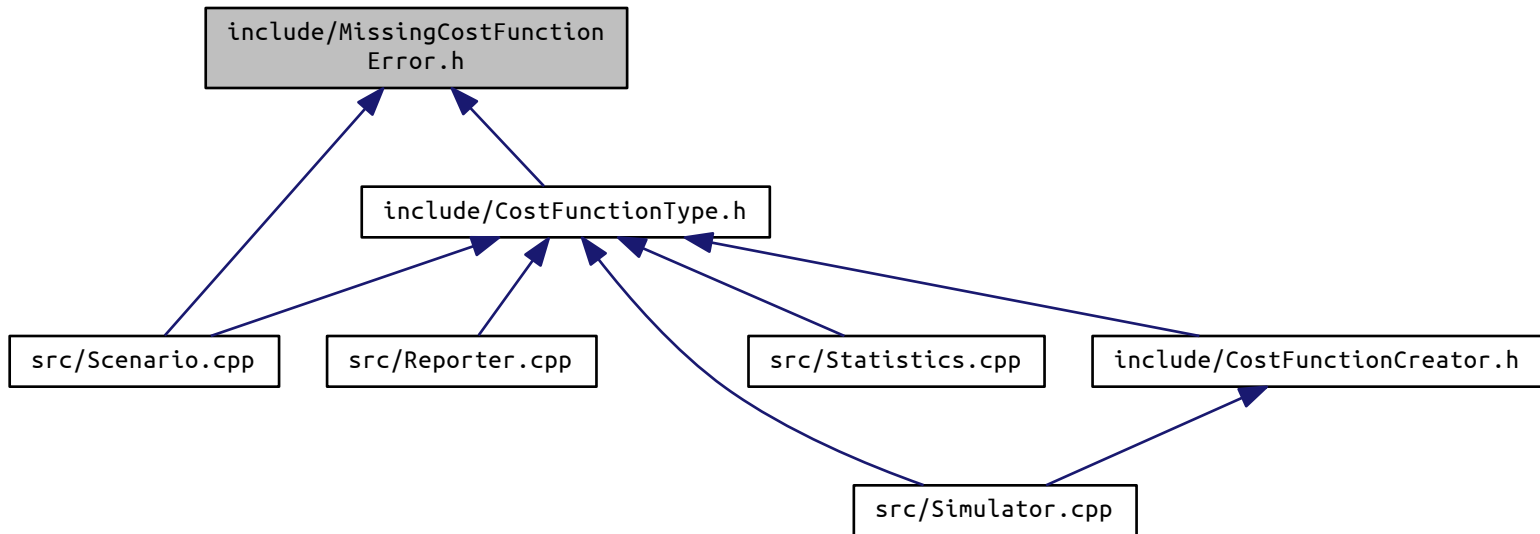 include/MissingCostFunction
Error.h
include/CostFunctionType.h
src/Scenario.cpp
src/Reporter.cpp
src/Statistics.cpp
include/CostFunctionCreator.h
src/Simulator.cpp